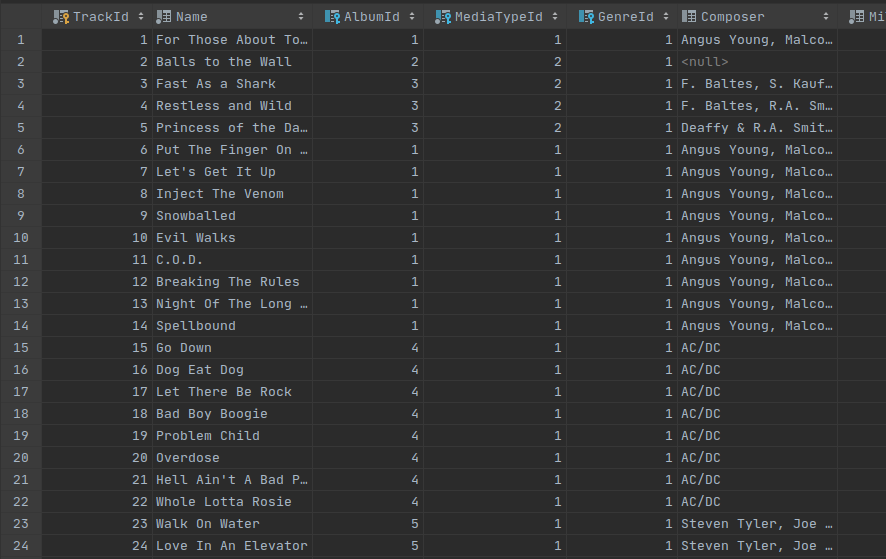 TrackId Name AlbumId MediaTypeId GenreId Composer Mi
1 1 For Those About To… 1 1 1 Angus Young, Malco…
2 2 Balls to the Wall 2 2 1 <null>
3 3 Fast As a Shark 3 2 1 F. Baltes, S. Kauf…
4 4 Restless and Wild 3 2 1 F. Baltes, R.A. Sm…
5 5 Princess of the Da… 3 2 1 Deaffy & R.A. Smit…
6 6 Put The Finger On … 1 1 1 Angus Young, Malco…
7 7 Let's Get It Up 1 1 1 Angus Young, Malco…
8 8 Inject The Venom 1 1 1 Angus Young, Malco…
9 9 Snowballed 1 1 1 Angus Young, Malco…
10 10 Evil Walks 1 1 1 Angus Young, Malco…
11 11 C.O.D. 1 1 1 Angus Young, Malco…
12 12 Breaking The Rules 1 1 1 Angus Young, Malco…
13 13 Night Of The Long … 1 1 1 Angus Young, Malco…
14 14 Spellbound 1 1 1 Angus Young, Malco…
15 15 Go Down 4 1 1 AC/DC
16 16 Dog Eat Dog 4 1 1 AC/DC
17 17 Let There Be Rock 4 1 1 AC/DC
18 18 Bad Boy Boogie 4 1 1 AC/DC
19 19 Problem Child 4 1 1 AC/DC
20 20 Overdose 4 1 1 AC/DC
21 21 Hell Ain't A Bad P… 4 1 1 AC/DC
22 22 Whole Lotta Rosie 4 1 1 AC/DC
23 23 Walk On Water 5 1 1 Steven Tyler, Joe …
24 24 Love In An Elevator 5 1 1 Steven Tyler, Joe …